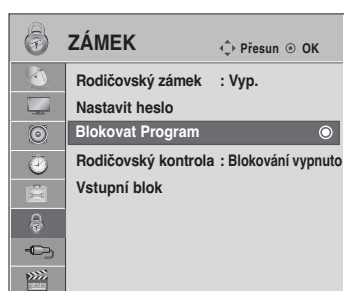 ZÁMEK Přesun OK
Rodičovský zámek : Vyp.
Nastavit heslo
Blokovat Program
Rodičovský kontrola : Blokování vypnuto
Vstupní blok